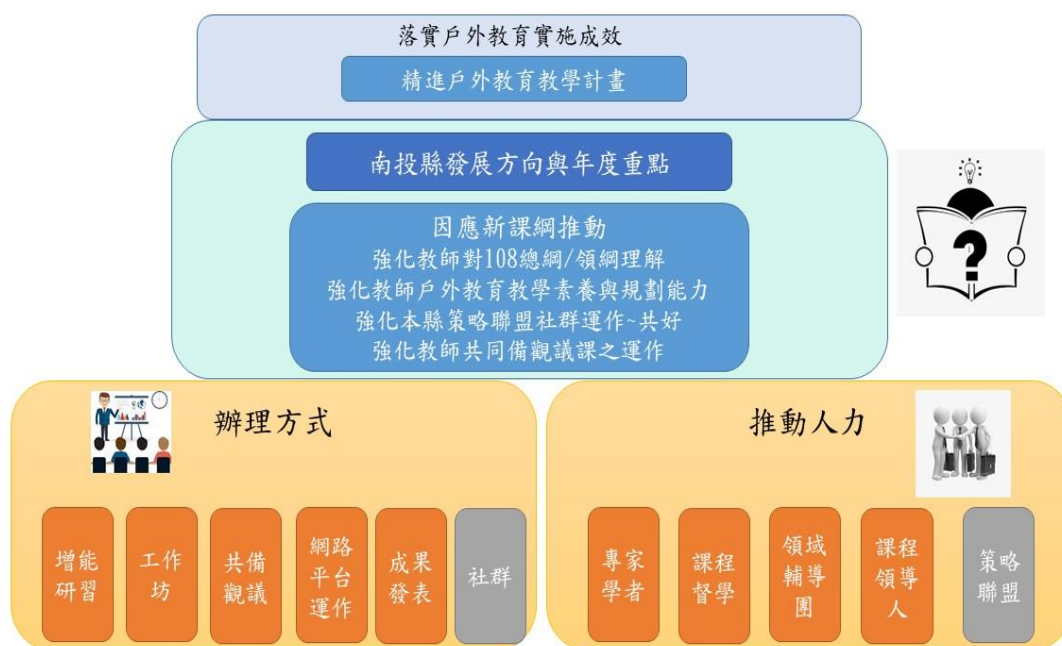 落實戶外教育實施成效
精進戶外教育教學計畫
南投縣發展方向與年度重點
因應新課綱推動
強化教師對108總綱/領綱理解
強化教師戶外教育教學素養與規劃能力
強化本縣策略聯盟社群運作~共好
強化教師共同備觀議課之運作
辦理方式
增能
研習
工作
坊
共備
觀議
網路
平台
運作
成果
發表
社群
推動人力
專家
學者
課程
督學
領域
輔導
團
課程
領導
人
策略
聯盟
?